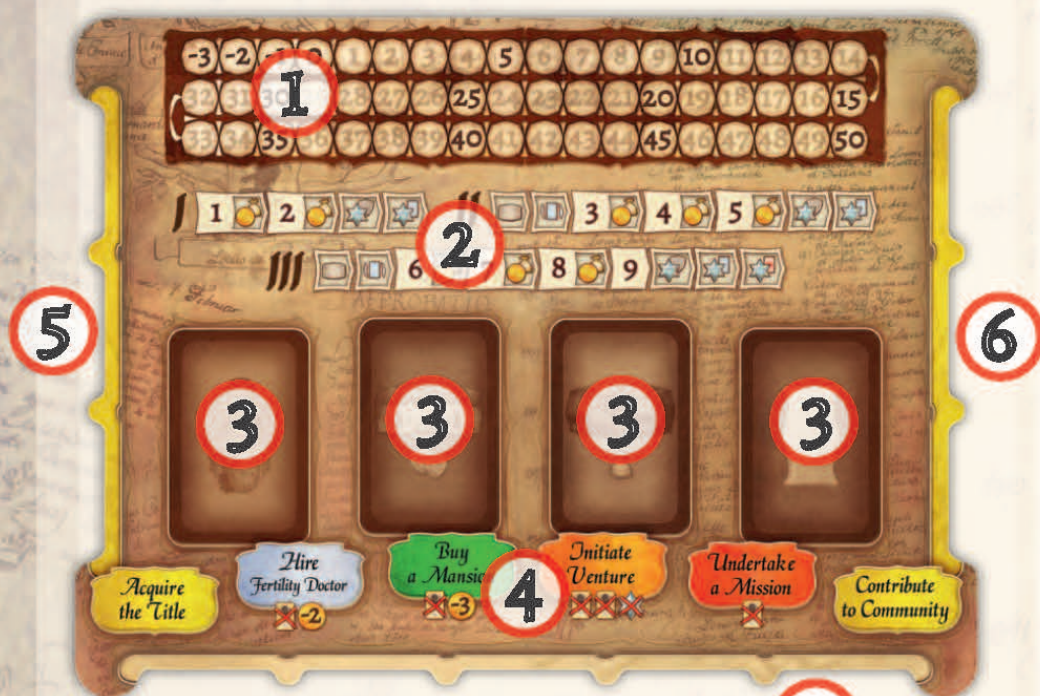 -3 -2 1 2 3 4 5 6 7 8 9 10 11 12 13 14
32 31 30 28 27 26 25 24 23 22 21 20 19 18 17 16 15
33 34 35 36 37 38 39 40 41 42 43 44 45 46 47 48 49 50
1
I 1 2 II 3 4 5
2
III 6 8 9
5
6
3 3 3 3
Acquire
the Title
Hire
Fertility Doctor
-2
Buy
a Mansio
-3
4
Initiate
Venture
Undertake
a Mission
Contribute
to Community